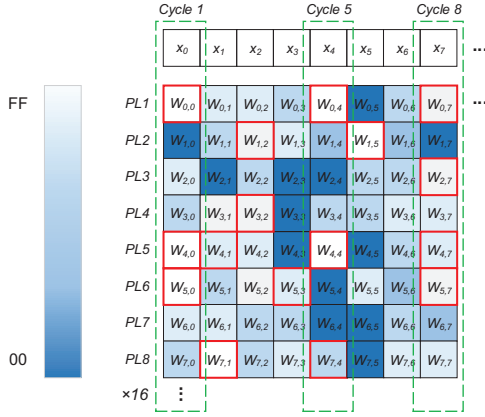 Cycle 1 Cycle 5 Cycle 8
x0 x1 x2 x3 x4 x5 x6 x7 ...
FF
PL1 W0,0 W0,1 W0,2 W0,3 W0,4 W0,5 W0,6 W0,7 ...
PL2 W1,0 W1,1 W1,2 W1,3 W1,4 W1,5 W1,6 W1,7
PL3 W2,0 W2,1 W2,2 W2,3 W2,4 W2,5 W2,6 W2,7
PL4 W3,0 W3,1 W3,2 W3,3 W3,4 W3,5 W3,6 W3,7
PL5 W4,0 W4,1 W4,2 W4,3 W4,4 W4,5 W4,6 W4,7
PL6 W5,0 W5,1 W5,2 W5,3 W5,4 W5,5 W5,6 W5,7
PL7 W6,0 W6,1 W6,2 W6,3 W6,4 W6,5 W6,6 W6,7
00
PL8 W7,0 W7,1 W7,2 W7,3 W7,4 W7,5 W7,6 W7,7
×16 ⋮